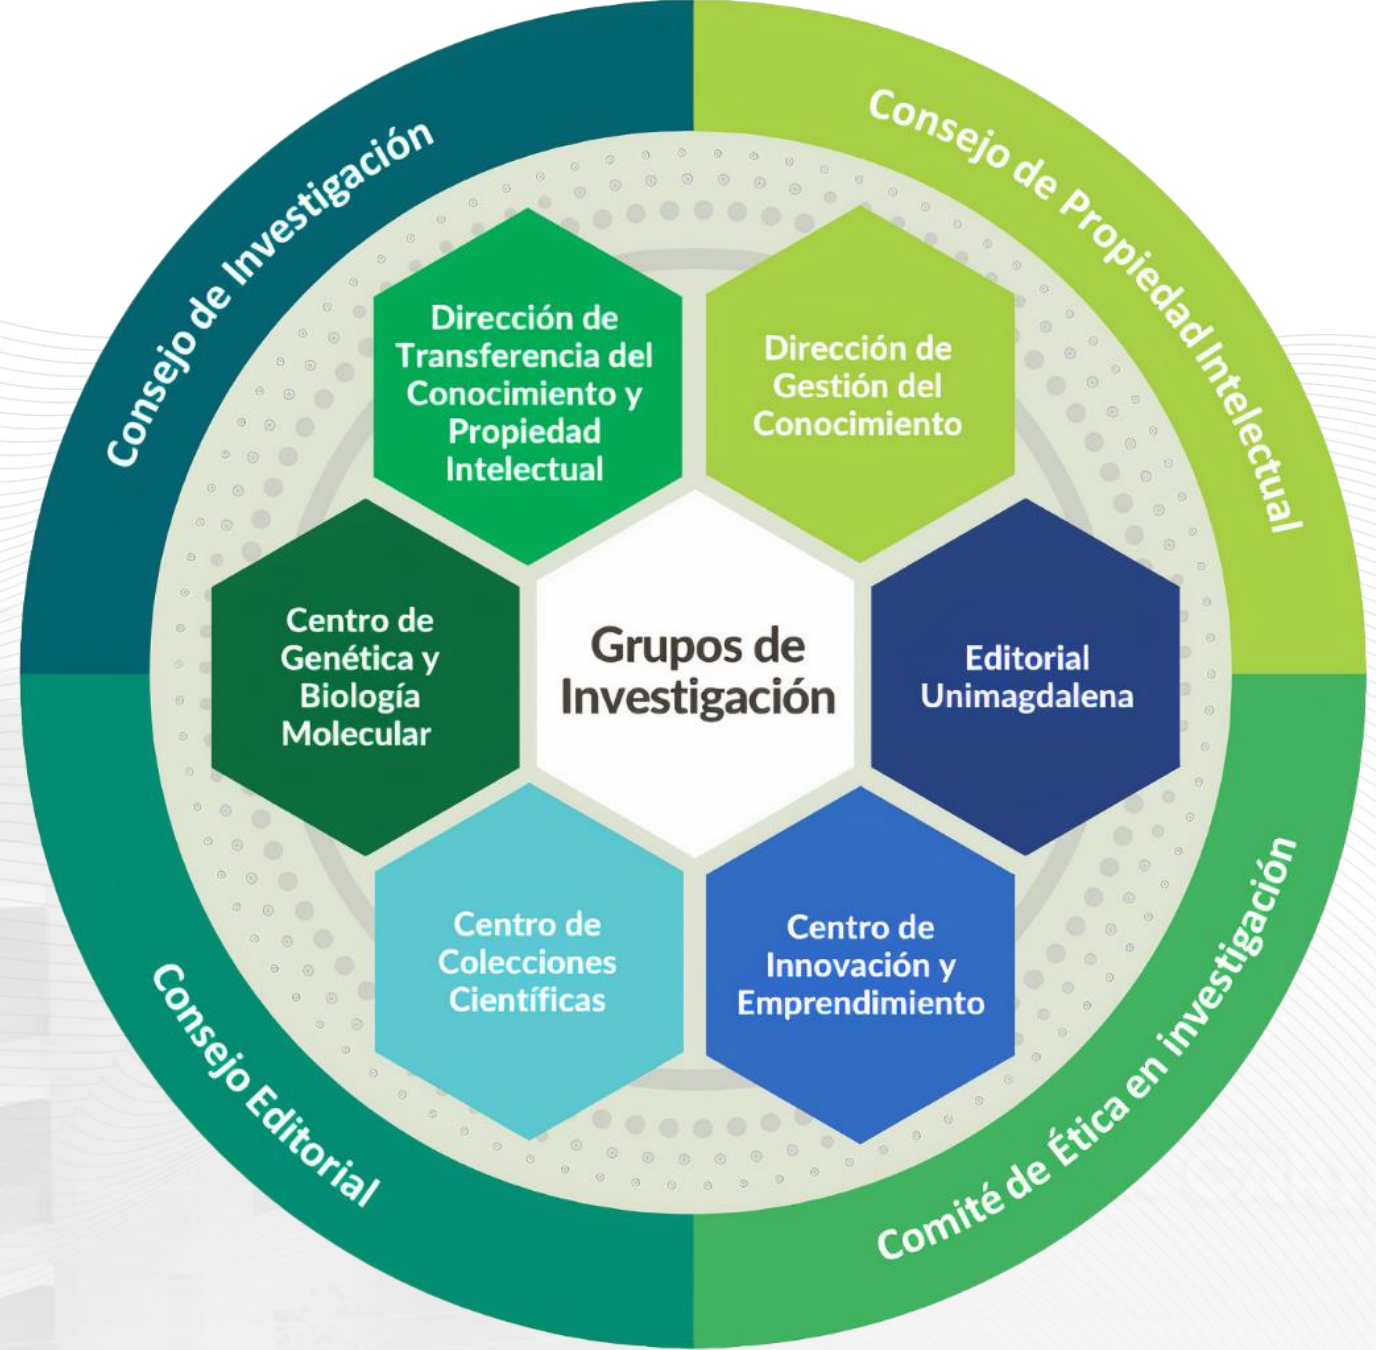 Consejo de Investigación
Consejo de Propiedad Intelectual
Dirección de
Transferencia del
Conocimiento y
Propiedad
Intelectual
Dirección de
Gestión del
Conocimiento
Centro de
Genética y
Biología
Molecular
Grupos de
Investigación
Editorial
Unimagdalena
Centro de
Colecciones
Científicas
Centro de
Innovación y
Emprendimiento
Consejo Editorial
Comité de Ética en investigación